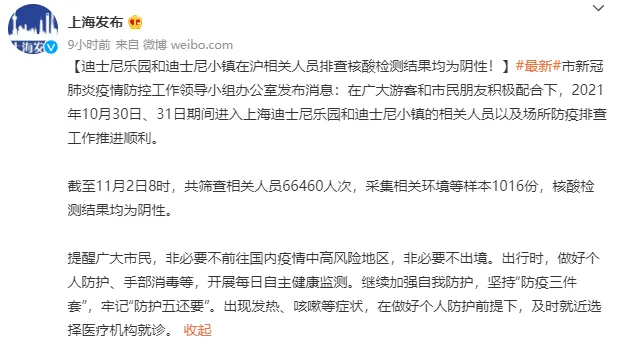 上海发布
9小时前 来自 微博 weibo.com
【迪士尼乐园和迪士尼小镇在沪相关人员排查核酸检测结果均为阴性！】#最新#市新冠
肺炎疫情防控工作领导小组办公室发布消息：在广大游客和市民朋友积极配合下，2021
年10月30日、31日期间进入上海迪士尼乐园和迪士尼小镇的相关人员以及场所防疫排查
工作推进顺利。
截至11月2日8时，共筛查相关人员66460人次，采集相关环境等样本1016份，核酸检
测结果均为阴性。
提醒广大市民，非必要不前往国内疫情中高风险地区，非必要不出境。出行时，做好个
人防护、手部消毒等，开展每日自主健康监测。继续加强自我防护，坚持“防疫三件
套”，牢记“防护五还要”。出现发热、咳嗽等症状，在做好个人防护前提下，及时就近选
择医疗机构就诊。 收起
上海发布